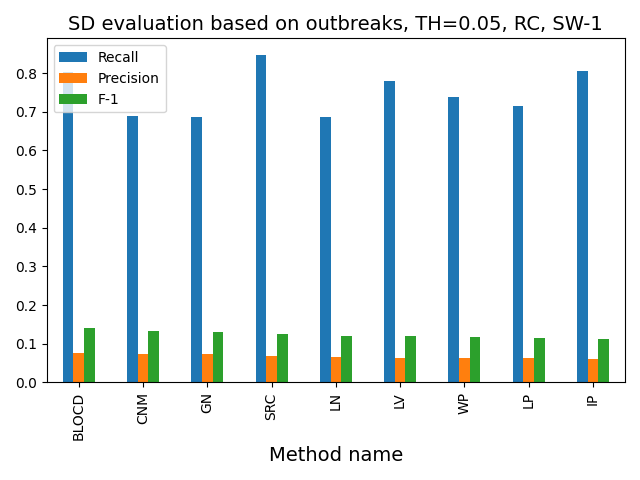 SD evaluation based on outbreaks, TH=0.05, RC, SW-1
Recall
Precision
F-1
0.8
0.7
0.6
0.5
0.4
0.3
0.2
0.1
0.0
BLOCD
CNM
GN
SRC
LN
LV
WP
LP
IP
Method name